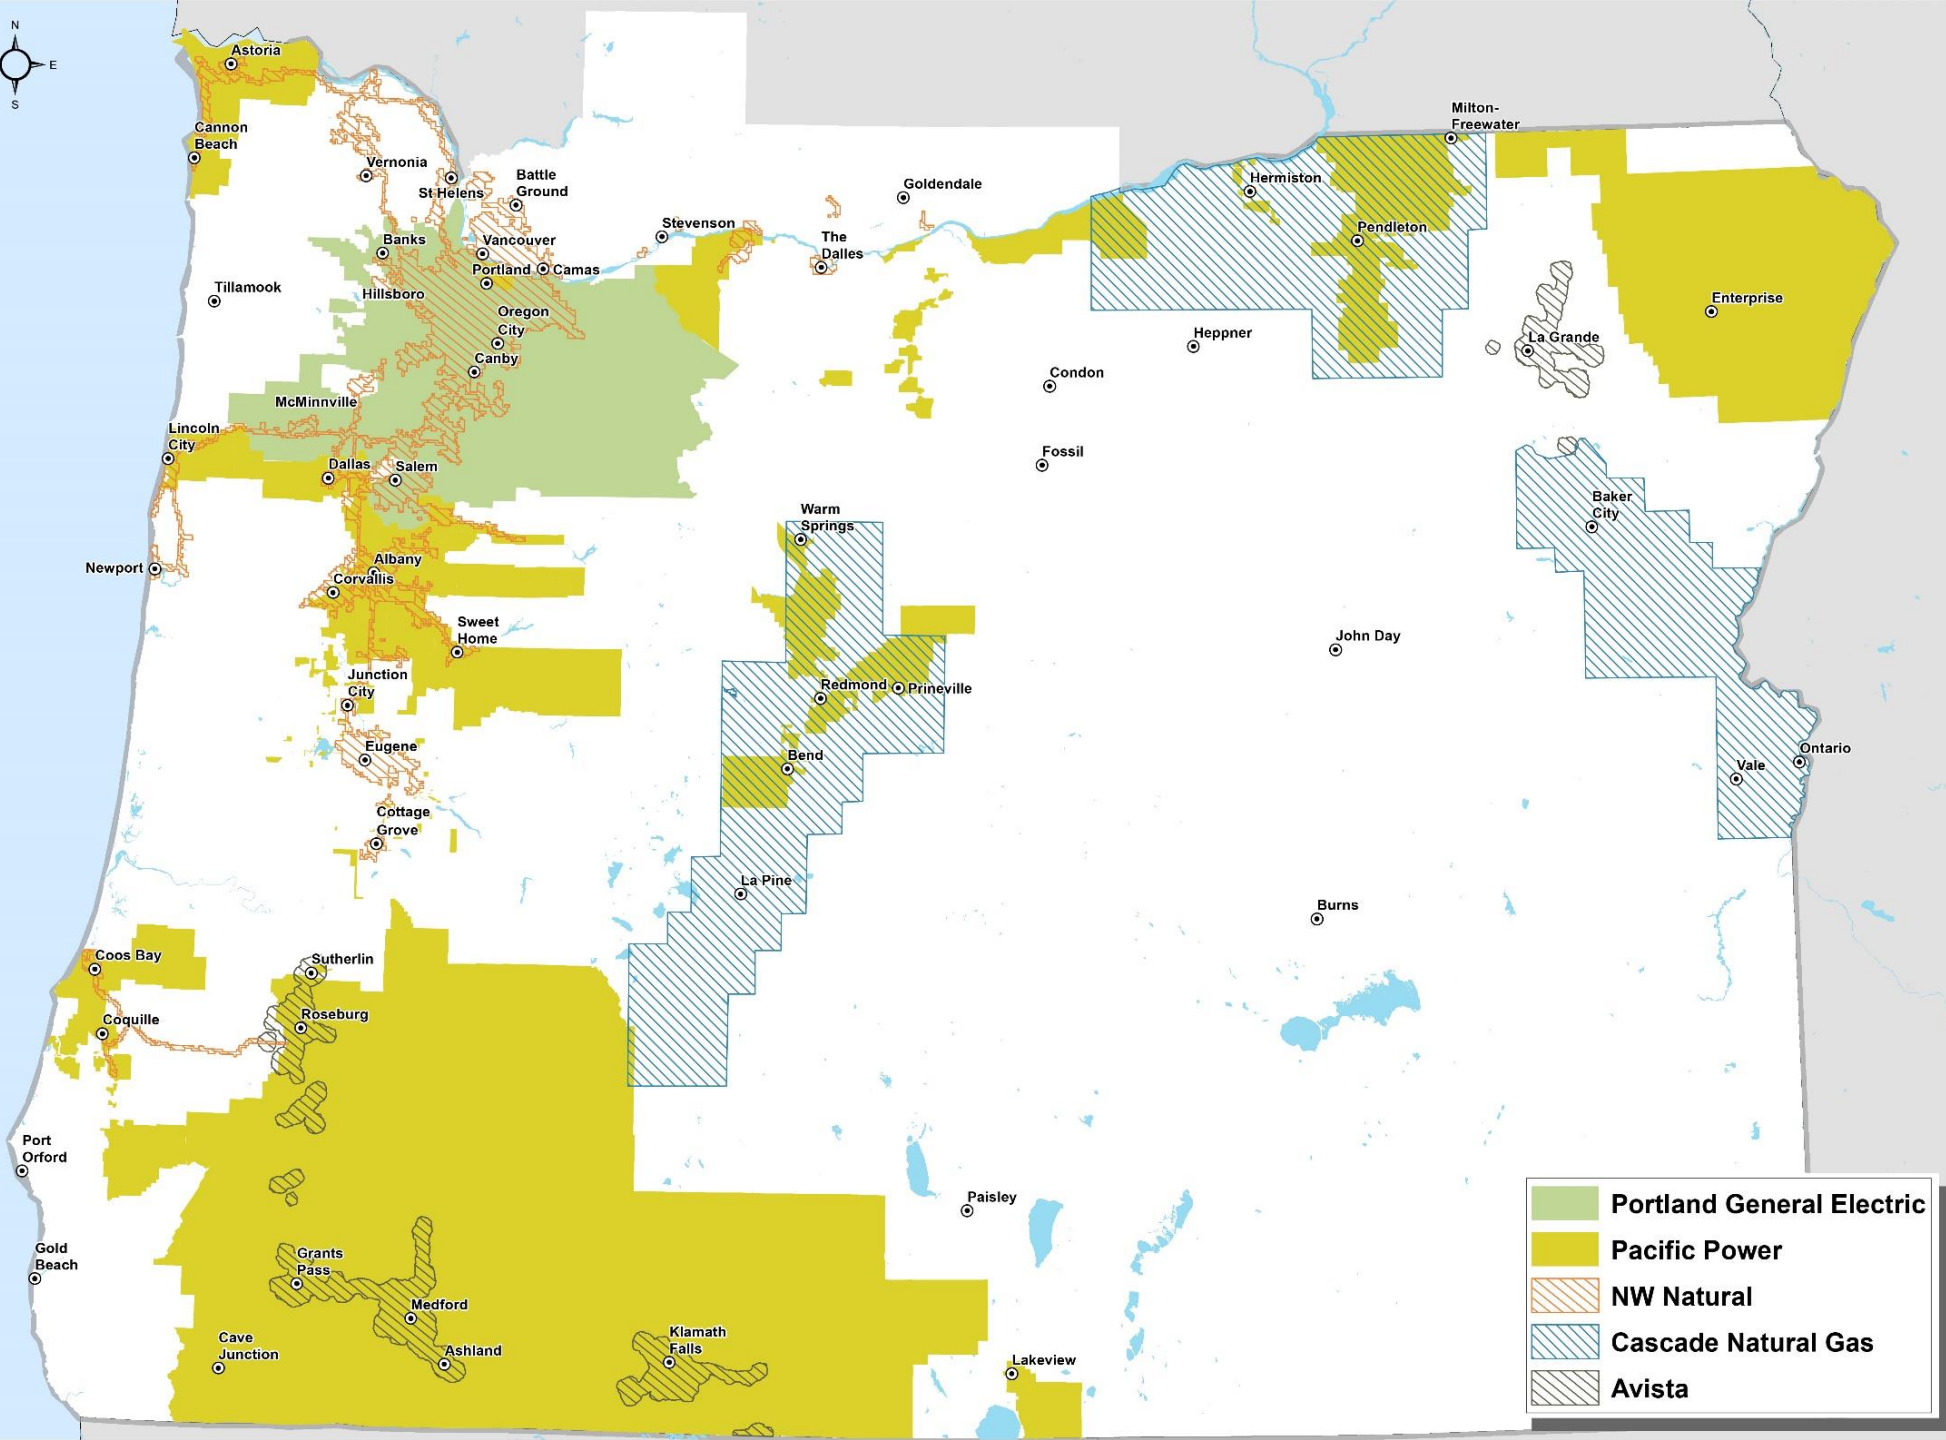 N
E
S
Astoria
Cannon
Beach
Vernonia
St Helens
Battle
Ground
Milton-
Freewater
Hermiston
Goldendale
Stevenson
The
Dalles
Pendleton
Banks
Vancouver
Portland
Camas
Hillsboro
Tillamook
Oregon
City
Canby
Enterprise
Heppner
La Grande
Condon
McMinnville
Lincoln
City
Dallas
Salem
Fossil
Baker
City
Warm
Springs
Newport
Albany
Corvallis
Sweet
Home
John Day
Junction
City
Redmond
Prineville
Eugene
Bend
Ontario
Vale
Cottage
Grove
La Pine
Burns
Coos Bay
Sutherlin
Coquille
Roseburg
Port
Orford
Paisley
Gold
Beach
Grants
Pass
Medford
Cave
Junction
Ashland
Klamath
Falls
Lakeview
Portland General Electric
Pacific Power
NW Natural
Cascade Natural Gas
Avista